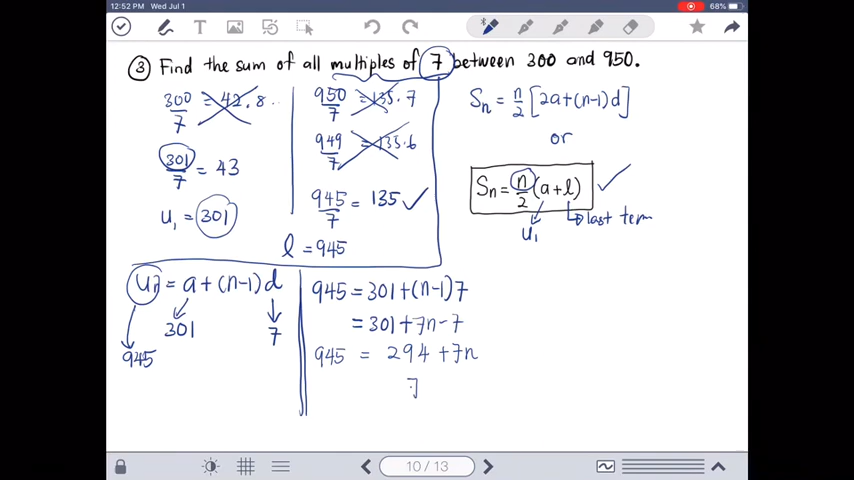 12:52 PM Wed Jul 1
68%
③ Find the sum of all multiples of 7 between 300 and 950.
300/7 = 42.8..
301/7 = 43
u₁ = 301
950/7 = 135.7
949/7 = 135.6
945/7 = 135 ✓
l = 945
Sₙ = n/2 [2a+(n-1)d]
or
Sₙ = n/2 (a+l) ✓
u₁
last term
Uₙ = a + (n-1)d
301
7
945
945 = 301 + (n-1)7
= 301 + 7n - 7
945 = 294 + 7n
7
10 / 13